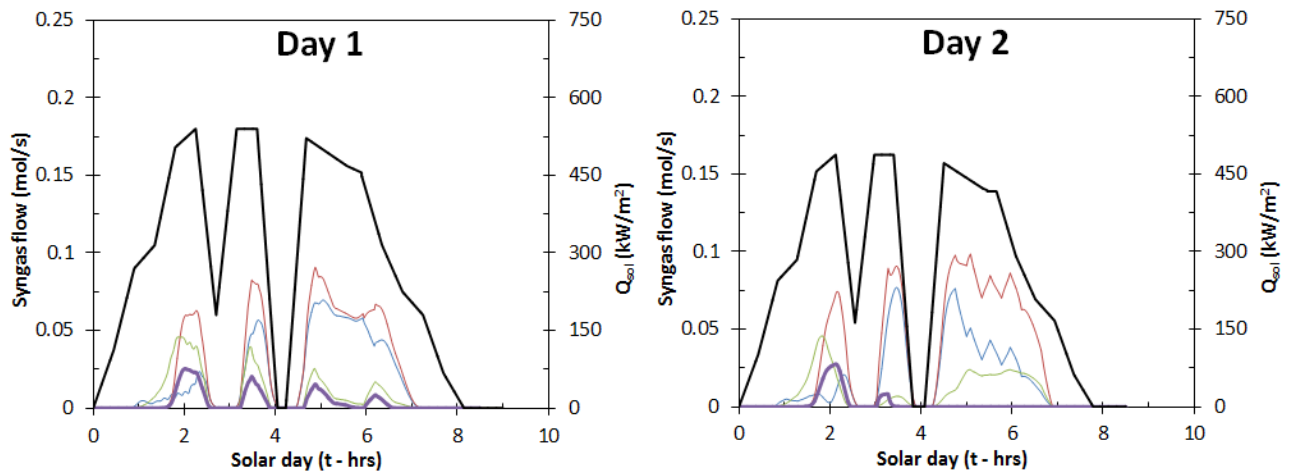 Day 1
0.25
0.2
0.15
0.1
0.05
0
Syngas flow (mol/s)
750
600
450
300
150
0
Q_sol (kW/m²)
0 2 4 6 8 10
Solar day (t - hrs)
Day 2
0.25
0.2
0.15
0.1
0.05
0
Syngas flow (mol/s)
750
600
450
300
150
0
Q_sol (kW/m²)
0 2 4 6 8 10
Solar day (t - hrs)